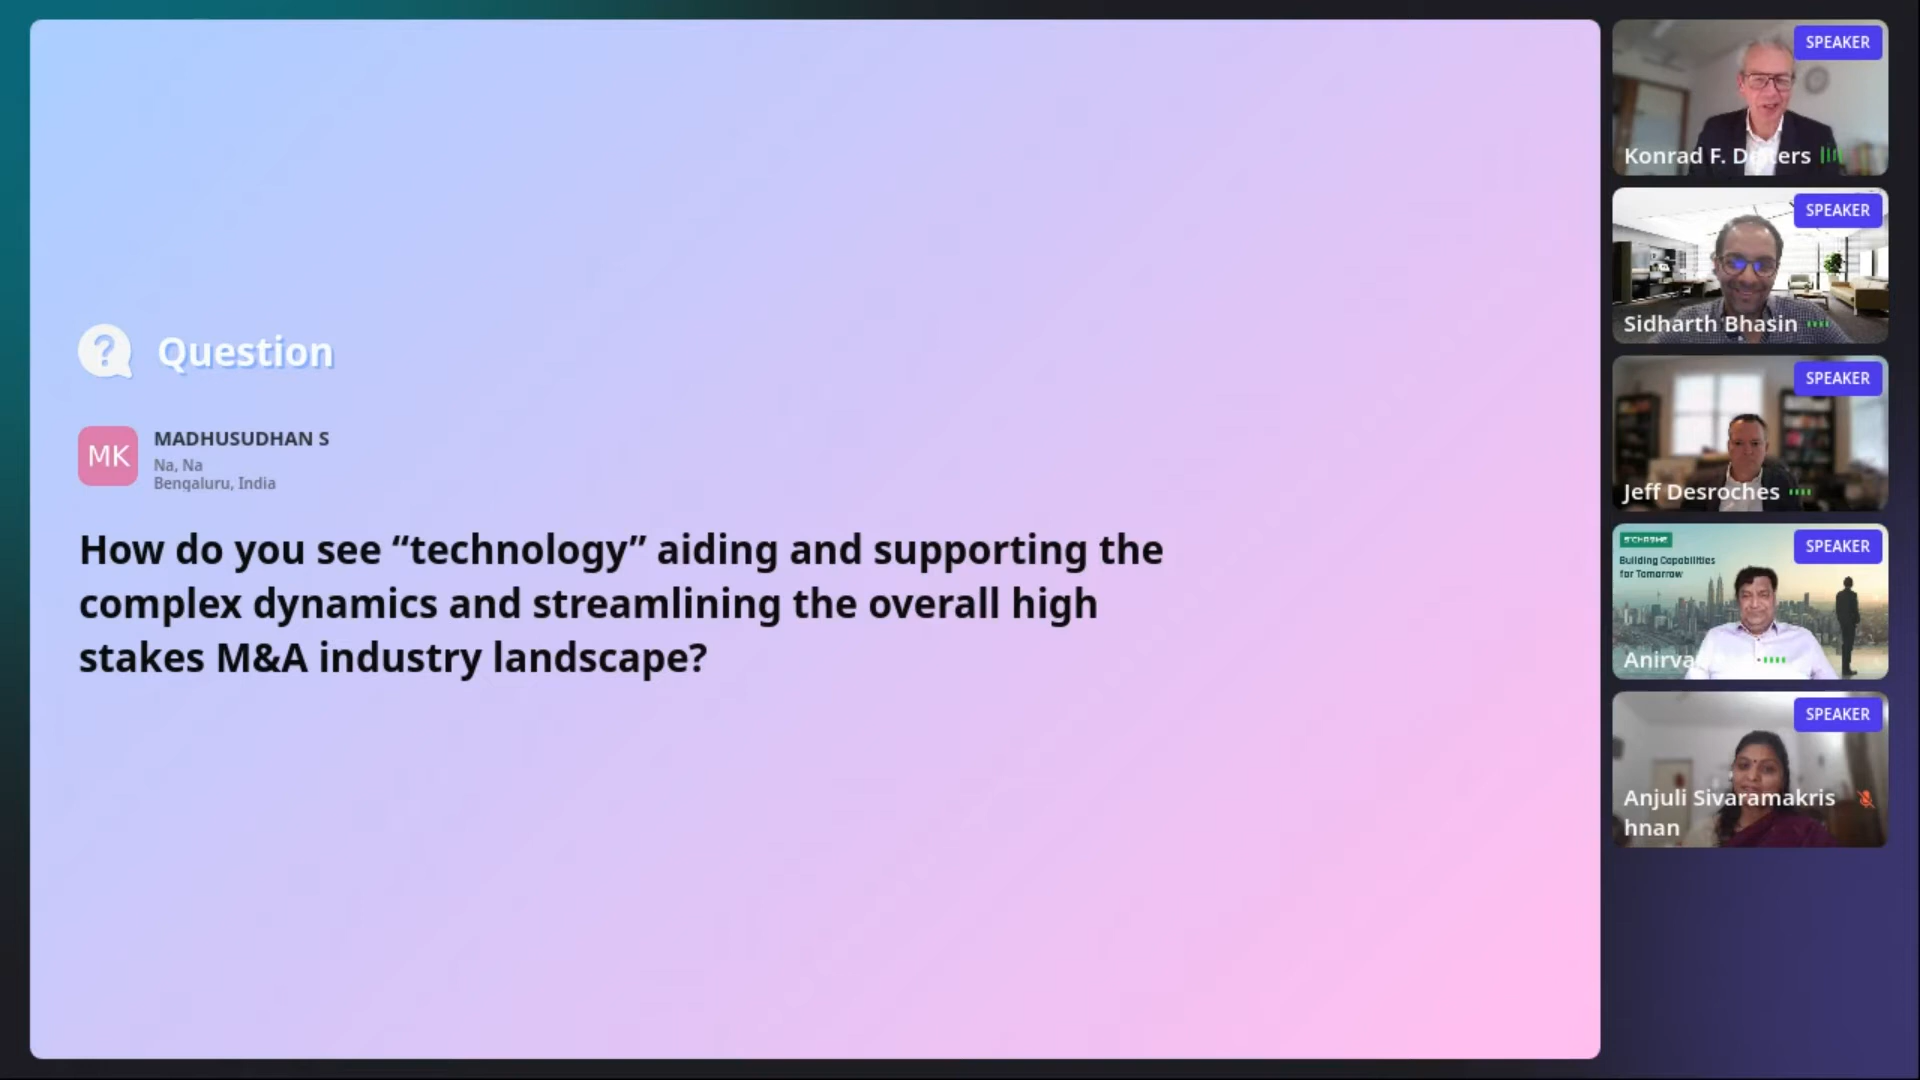 Question
MK
MADHUSUDHAN S
Na, Na
Bengaluru, India
How do you see “technology” aiding and supporting the
complex dynamics and streamlining the overall high
stakes M&A industry landscape?
SPEAKER
Konrad F. Deiters
SPEAKER
Sidharth Bhasin
SPEAKER
Jeff Desroches
SPEAKER
Building Capabilities
for Tomorrow
SPEAKER
Anjuli Sivaramakris
hnan